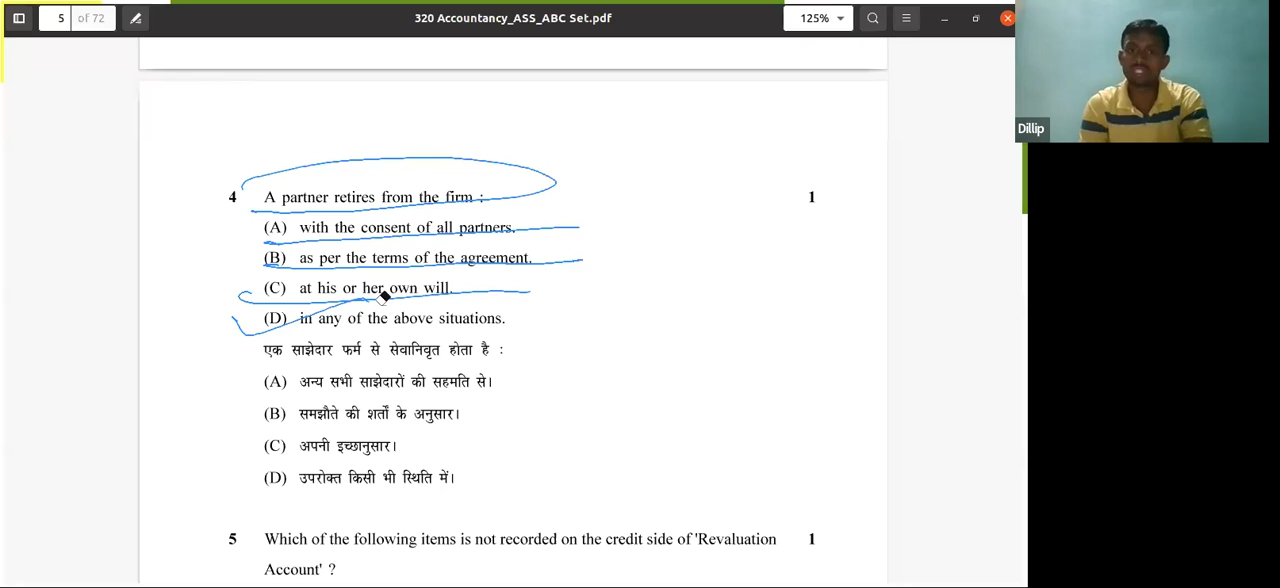 5 of 72 320 Accountancy_ASS_ABC Set.pdf 125%
Dillip
4 A partner retires from the firm : 1
(A) with the consent of all partners.
(B) as per the terms of the agreement.
(C) at his or her own will.
(D) in any of the above situations.
एक साझेदार फर्म से सेवानिवृत होता है :
(A) अन्य सभी साझेदारों की सहमति से।
(B) समझौते की शर्तों के अनुसार।
(C) अपनी इच्छानुसार।
(D) उपरोक्त किसी भी स्थिति में।
5 Which of the following items is not recorded on the credit side of 'Revaluation 1
Account' ?